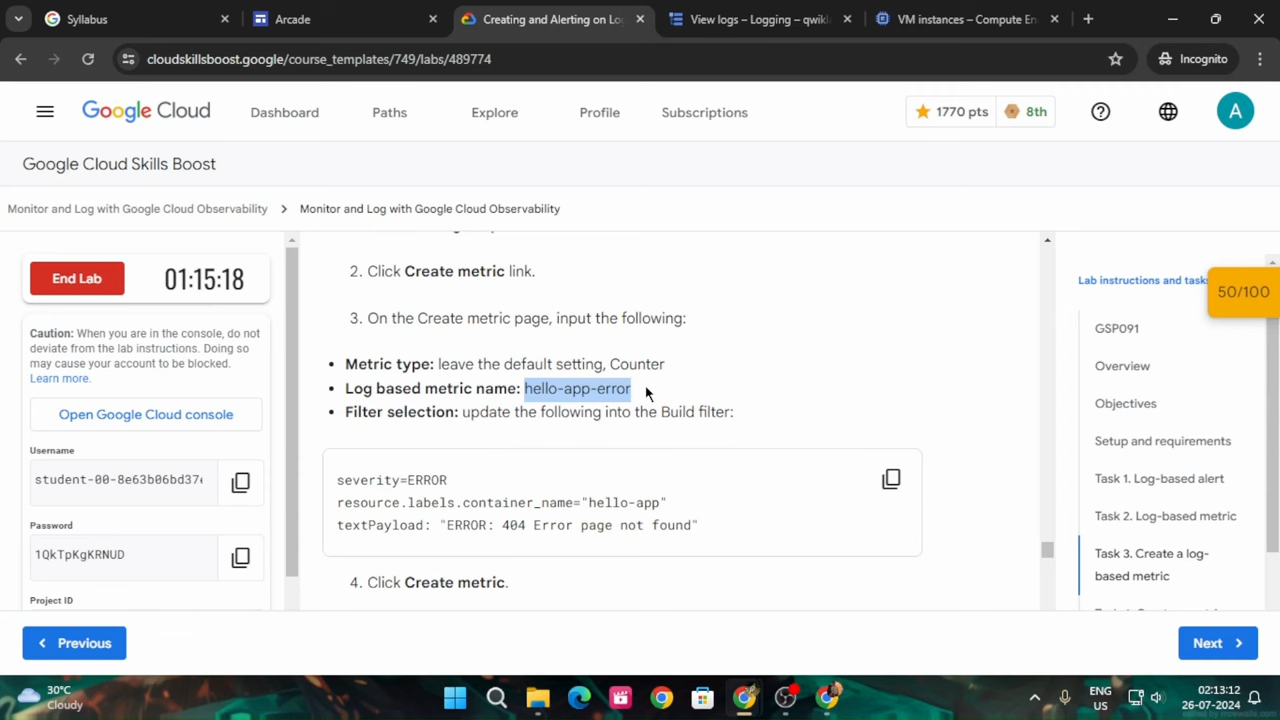 Syllabus
Arcade
Creating and Alerting on Lo
View logs – Logging – qwikla
VM instances – Compute En
cloudskillsboost.google/course_templates/749/labs/489774
Incognito
Google Cloud
Dashboard
Paths
Explore
Profile
Subscriptions
1770 pts
8th
A
Google Cloud Skills Boost
Monitor and Log with Google Cloud Observability
Monitor and Log with Google Cloud Observability
End Lab
01:15:18
Caution: When you are in the console, do not
deviate from the lab instructions. Doing so
may cause your account to be blocked.
Learn more.
Open Google Cloud console
Username
student-00-8e63b06bd37
Password
1QkTpKgKRNUD
Project ID
2. Click Create metric link.
3. On the Create metric page, input the following:
• Metric type: leave the default setting, Counter
• Log based metric name: hello-app-error
• Filter selection: update the following into the Build filter:
severity=ERROR
resource.labels.container_name="hello-app"
textPayload: "ERROR: 404 Error page not found"
4. Click Create metric.
Lab instructions and tasks
50/100
GSP091
Overview
Objectives
Setup and requirements
Task 1. Log-based alert
Task 2. Log-based metric
Task 3. Create a log-
based metric
Previous
Next
30°C
Cloudy
ENG
US
02:13:12
26-07-2024